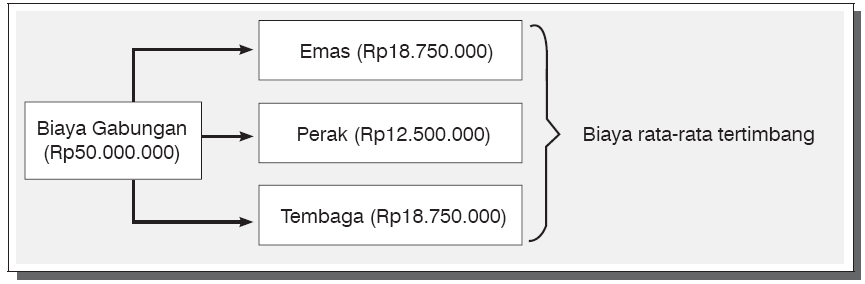 Emas (Rp18.750.000)
Biaya Gabungan
(Rp50.000.000)
Perak (Rp12.500.000)
Biaya rata-rata tertimbang
Tembaga (Rp18.750.000)